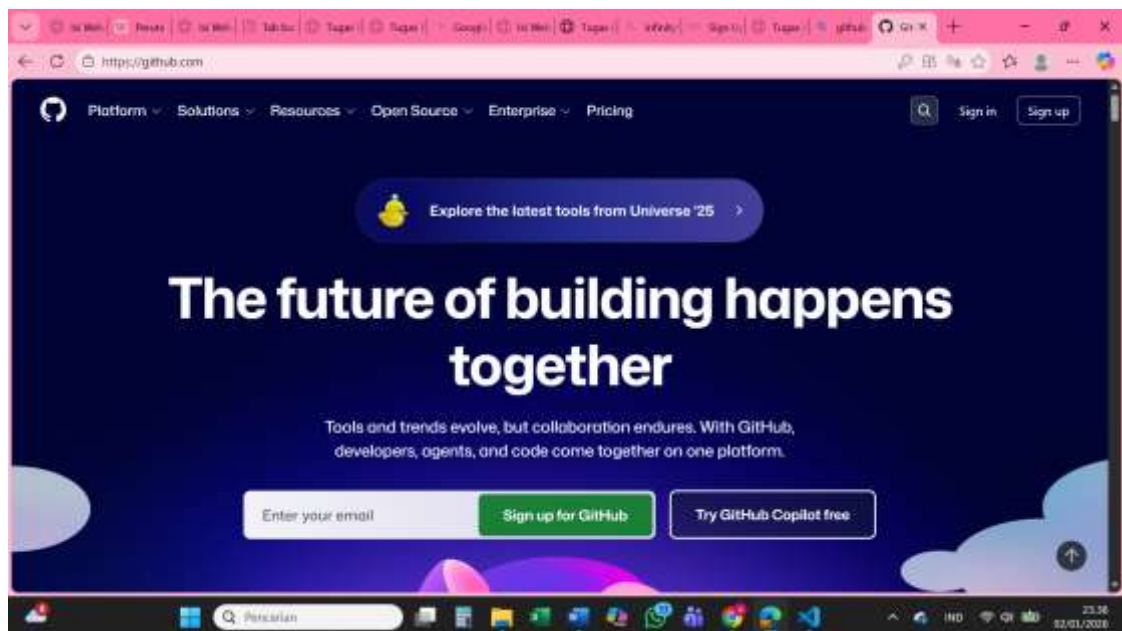 https://github.com
Platform Solutions Resources Open Source Enterprise Pricing Sign in Sign up
Explore the latest tools from Universe '25
The future of building happens
together
Tools and trends evolve, but collaboration endures. With GitHub,
developers, agents, and code come together on one platform.
Enter your email Sign up for GitHub Try GitHub Copilot free
Pencarian IND 23.38
02/01/2026